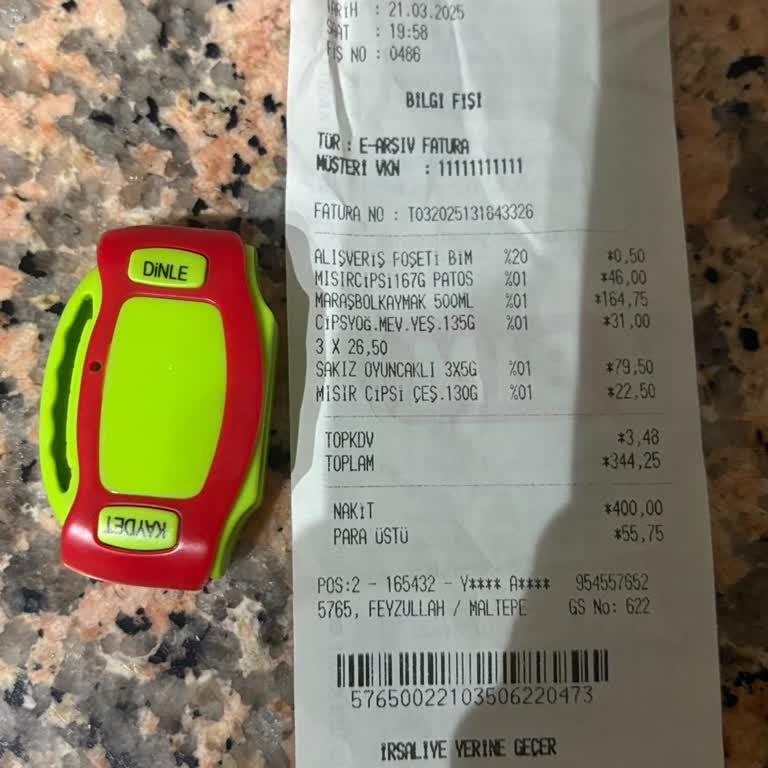 TARİH : 21.03.2025
SAAT : 19:58
FİŞ NO : 0486
BİLGİ FİŞİ
TÜR : E-ARŞİV FATURA
MÜŞTERİ VKN : 11111111111
FATURA NO : T032025131843326
ALIŞVERİŞ POŞETİ BİM %20 *0,50
MISIRCİPSİ167G PATOS %01 *46,00
MARAŞBOLKAYMAK 500ML %01 *164,75
CİPSYOĞ.MEV.YEŞ.135G %01 *31,00
3 X 26,50
SAKIZ OYUNCAKLI 3X5G %01 *79,50
MISIR CİPSİ ÇEŞ.130G %01 *22,50
TOPKDV *3,48
TOPLAM *344,25
NAKİT *400,00
PARA ÜSTÜ *55,75
POS:2 - 165432 - Y**** A**** 954557652
5765, FEYZULLAH / MALTEPE GS No: 622
57650022103506220473
İRSALİYE YERİNE GEÇER
DİNLE
KAYDET